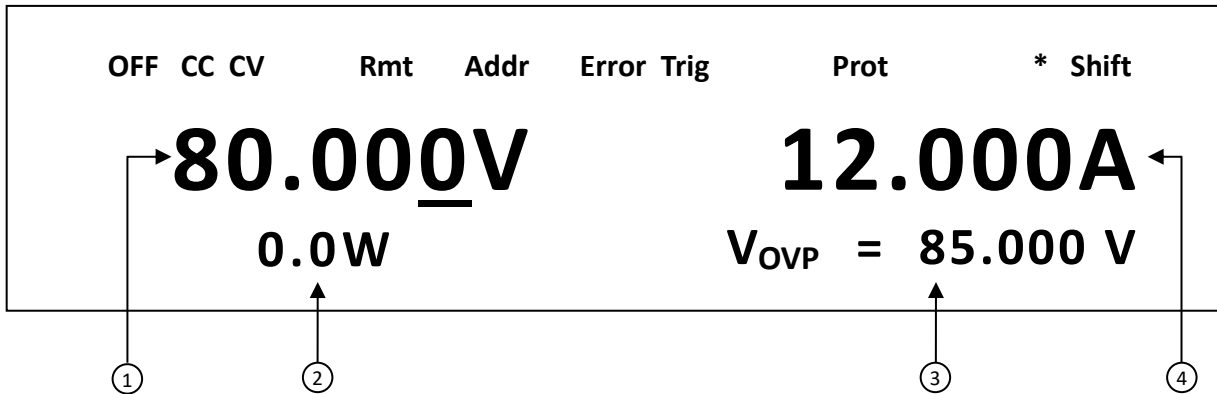 OFF CC CV Rmt Addr Error Trig Prot * Shift
80.000V 12.000A
0.0W VOVP = 85.000 V
1 2 3 4